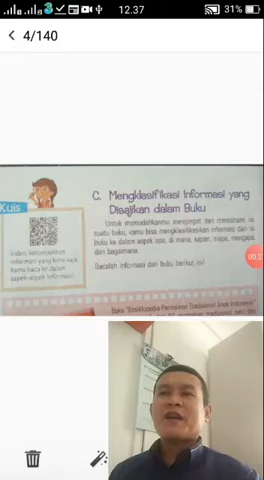 12.37
31%
4/140
C. Mengklasifikasi Informasi yang
Disajikan dalam Buku
Kuis
Untuk memudahkanmu mengingat dan memahami isi
suatu buku, kamu bisa mengklasifikasikan informasi dari isi
buku ke dalam aspek apa, di mana, kapan, siapa, mengapa,
dan bagaimana.
Bacalah informasi dari buku berikut ini!
informasi yang baru saja
kamu baca ke dalam
aspek-aspek informasi!
00:2
Buku "Ensiklopedia Permainan Tradisional Anak Indonesia"